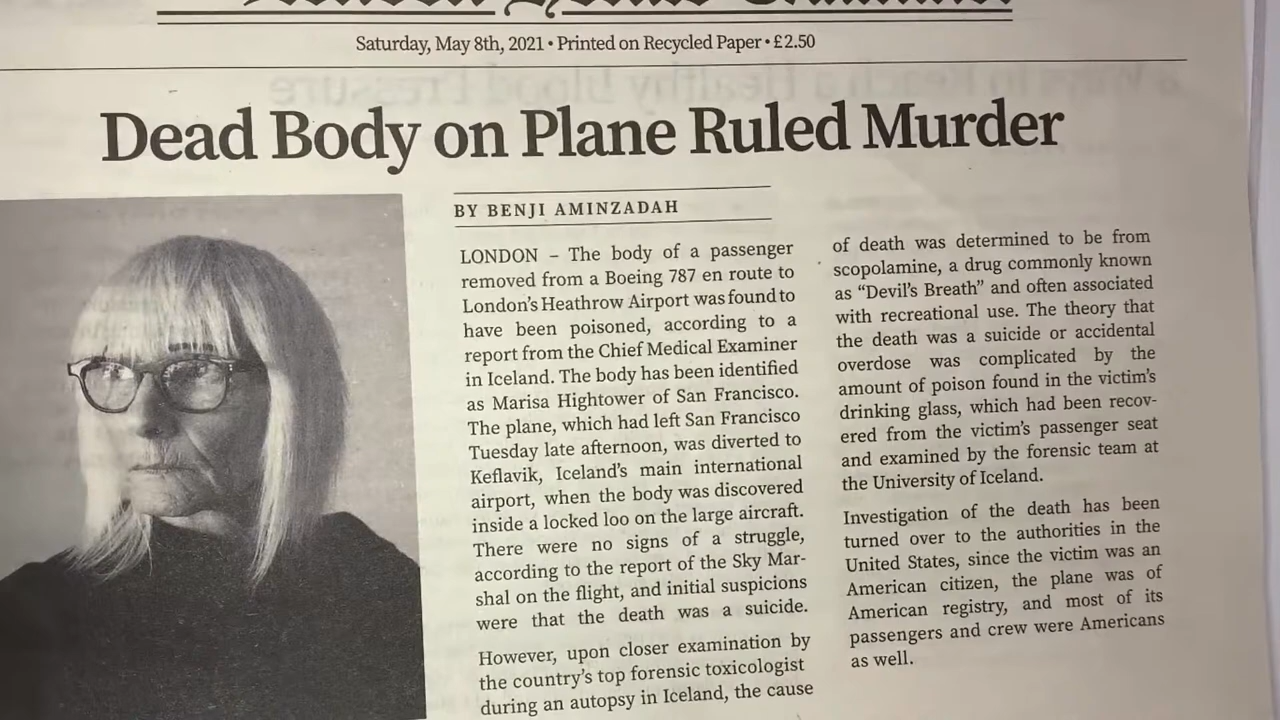 Saturday, May 8th, 2021 • Printed on Recycled Paper • £2.50
Dead Body on Plane Ruled Murder
BY BENJI AMINZADAH
LONDON – The body of a passenger
removed from a Boeing 787 en route to
London's Heathrow Airport was found to
have been poisoned, according to a
report from the Chief Medical Examiner
in Iceland. The body has been identified
as Marisa Hightower of San Francisco.
The plane, which had left San Francisco
Tuesday late afternoon, was diverted to
Keflavik, Iceland's main international
airport, when the body was discovered
inside a locked loo on the large aircraft.
There were no signs of a struggle,
according to the report of the Sky Mar-
shal on the flight, and initial suspicions
were that the death was a suicide.
However, upon closer examination by
the country's top forensic toxicologist
during an autopsy in Iceland, the cause
of death was determined to be from
scopolamine, a drug commonly known
as “Devil's Breath” and often associated
with recreational use. The theory that
the death was a suicide or accidental
overdose was complicated by the
amount of poison found in the victim's
drinking glass, which had been recov-
ered from the victim's passenger seat
and examined by the forensic team at
the University of Iceland.
Investigation of the death has been
turned over to the authorities in the
United States, since the victim was an
American citizen, the plane was of
American registry, and most of its
passengers and crew were Americans
as well.